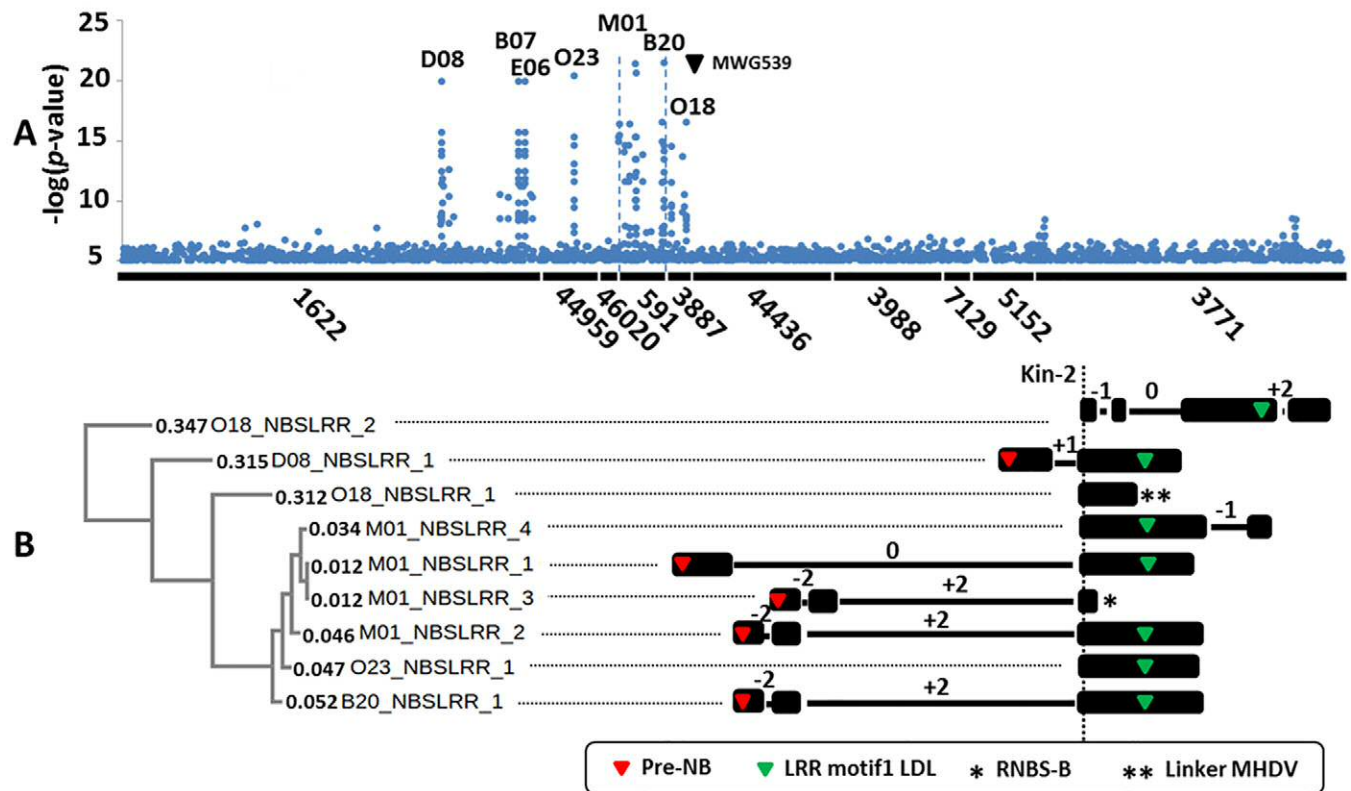 A
-log(p-value)
25
20
15
10
5
D08
B07
E06
O23
M01
B20
MWG539
O18
1622
44959
46020
591
3887
44436
3988
7129
5152
3771
B
Kin-2
-1 0 +2
0.347 O18_NBSLRR_2
0.315 D08_NBSLRR_1 +1
0.312 O18_NBSLRR_1 **
0.034 M01_NBSLRR_4 -1
0.012 M01_NBSLRR_1 0
0.012 M01_NBSLRR_3 -2 +2 *
0.046 M01_NBSLRR_2 -2 +2
0.047 O23_NBSLRR_1
0.052 B20_NBSLRR_1 -2 +2
Pre-NB LRR motif1 LDL * RNBS-B ** Linker MHDV